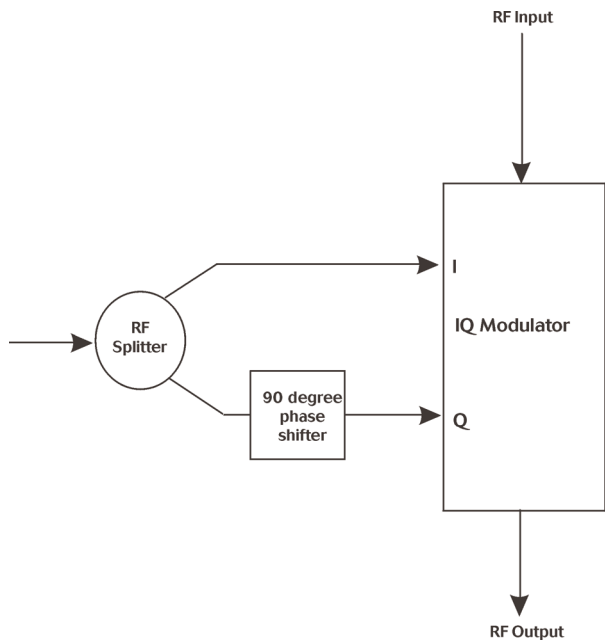 RF Input
I
RF
Splitter
IQ Modulator
90 degree
phase
shifter
Q
RF Output